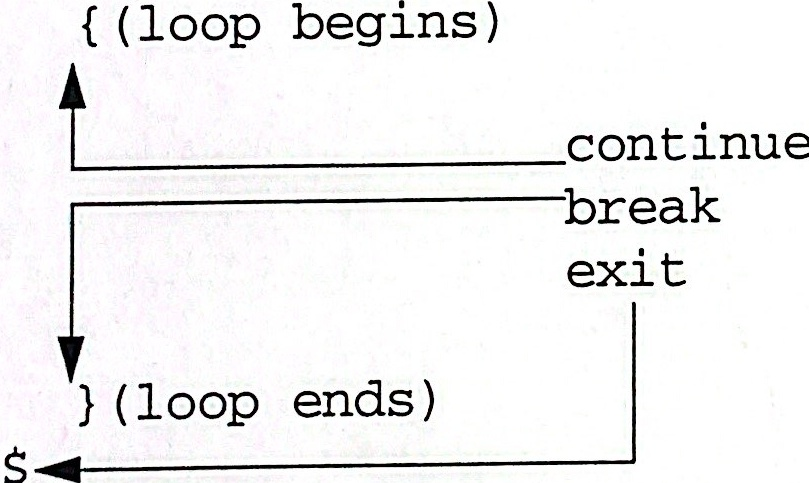 {(loop begins)
continue
break
exit
}(loop ends)
$